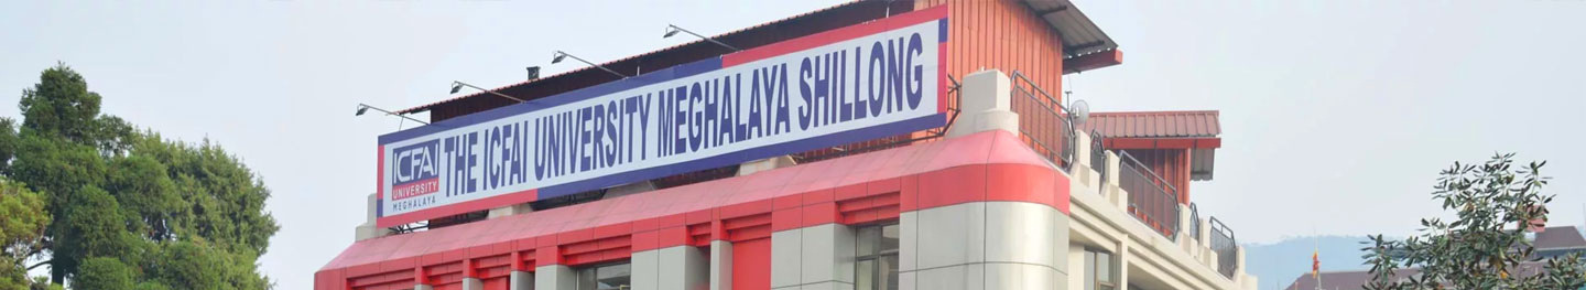 ICFAI
UNIVERSITY
MEGHALAYA
THE ICFAI UNIVERSITY MEGHALAYA SHILLONG